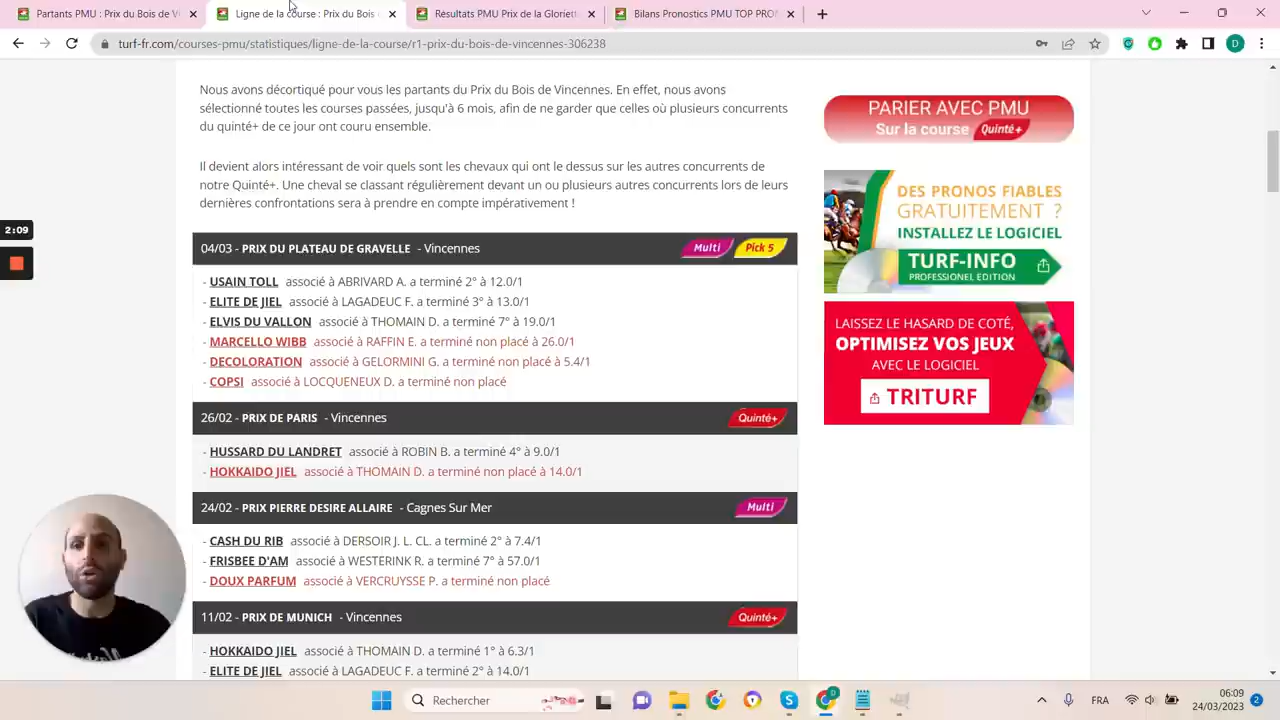 Partants PMU : Prix du Bois de V
Ligne de la course : Prix du Bois
Résultats PMU du Prix de la Gloriette
Bilans Pronostics PMU TOP PRO
turf-fr.com/courses-pmu/statistiques/ligne-de-la-course/r1-prix-du-bois-de-vincennes-306238
D
Nous avons décortiqué pour vous les partants du Prix du Bois de Vincennes. En effet, nous avons
sélectionné toutes les courses passées, jusqu'à 6 mois, afin de ne garder que celles où plusieurs concurrents
du quinté+ de ce jour ont couru ensemble.
Il devient alors intéressant de voir quels sont les chevaux qui ont le dessus sur les autres concurrents de
notre Quinté+. Une cheval se classant régulièrement devant un ou plusieurs autres concurrents lors de leurs
dernières confrontations sera à prendre en compte impérativement !
PARIER AVEC PMU
Sur la course Quinté+
DES PRONOS FIABLES
GRATUITEMENT ?
INSTALLEZ LE LOGICIEL
TURF-INFO
PROFESSIONEL EDITION
LAISSEZ LE HASARD DE COTÉ,
OPTIMISEZ VOS JEUX
AVEC LE LOGICIEL
TRITURF
2:09
04/03 - PRIX DU PLATEAU DE GRAVELLE - Vincennes Multi Pick 5
USAIN TOLL associé à ABRIVARD A. a terminé 2° à 12.0/1
- ELITE DE JIEL associé à LAGADEUC F. a terminé 3° à 13.0/1
- ELVIS DU VALLON associé à THOMAIN D. a terminé 7° à 19.0/1
- MARCELLO WIBB associé à RAFFIN E. a terminé non placé à 26.0/1
- DECOLORATION associé à GELORMINI G. a terminé non placé à 5.4/1
- COPSI associé à LOCQUENEUX D. a terminé non placé
26/02 - PRIX DE PARIS - Vincennes Quinté+
- HUSSARD DU LANDRET associé à ROBIN B. a terminé 4° à 9.0/1
- HOKKAIDO JIEL associé à THOMAIN D. a terminé non placé à 14.0/1
24/02 - PRIX PIERRE DESIRE ALLAIRE - Cagnes Sur Mer Multi
- CASH DU RIB associé à DERSOIR J. L. CL. a terminé 2° à 7.4/1
- FRISBEE D'AM associé à WESTERINK R. a terminé 7° à 57.0/1
- DOUX PARFUM associé à VERCRUYSSE P. a terminé non placé
11/02 - PRIX DE MUNICH - Vincennes Quinté+
- HOKKAIDO JIEL associé à THOMAIN D. a terminé 1° à 6.3/1
- ELITE DE JIEL associé à LAGADEUC F. a terminé 2° à 14.0/1
Rechercher
FRA
06:09
24/03/2023
2